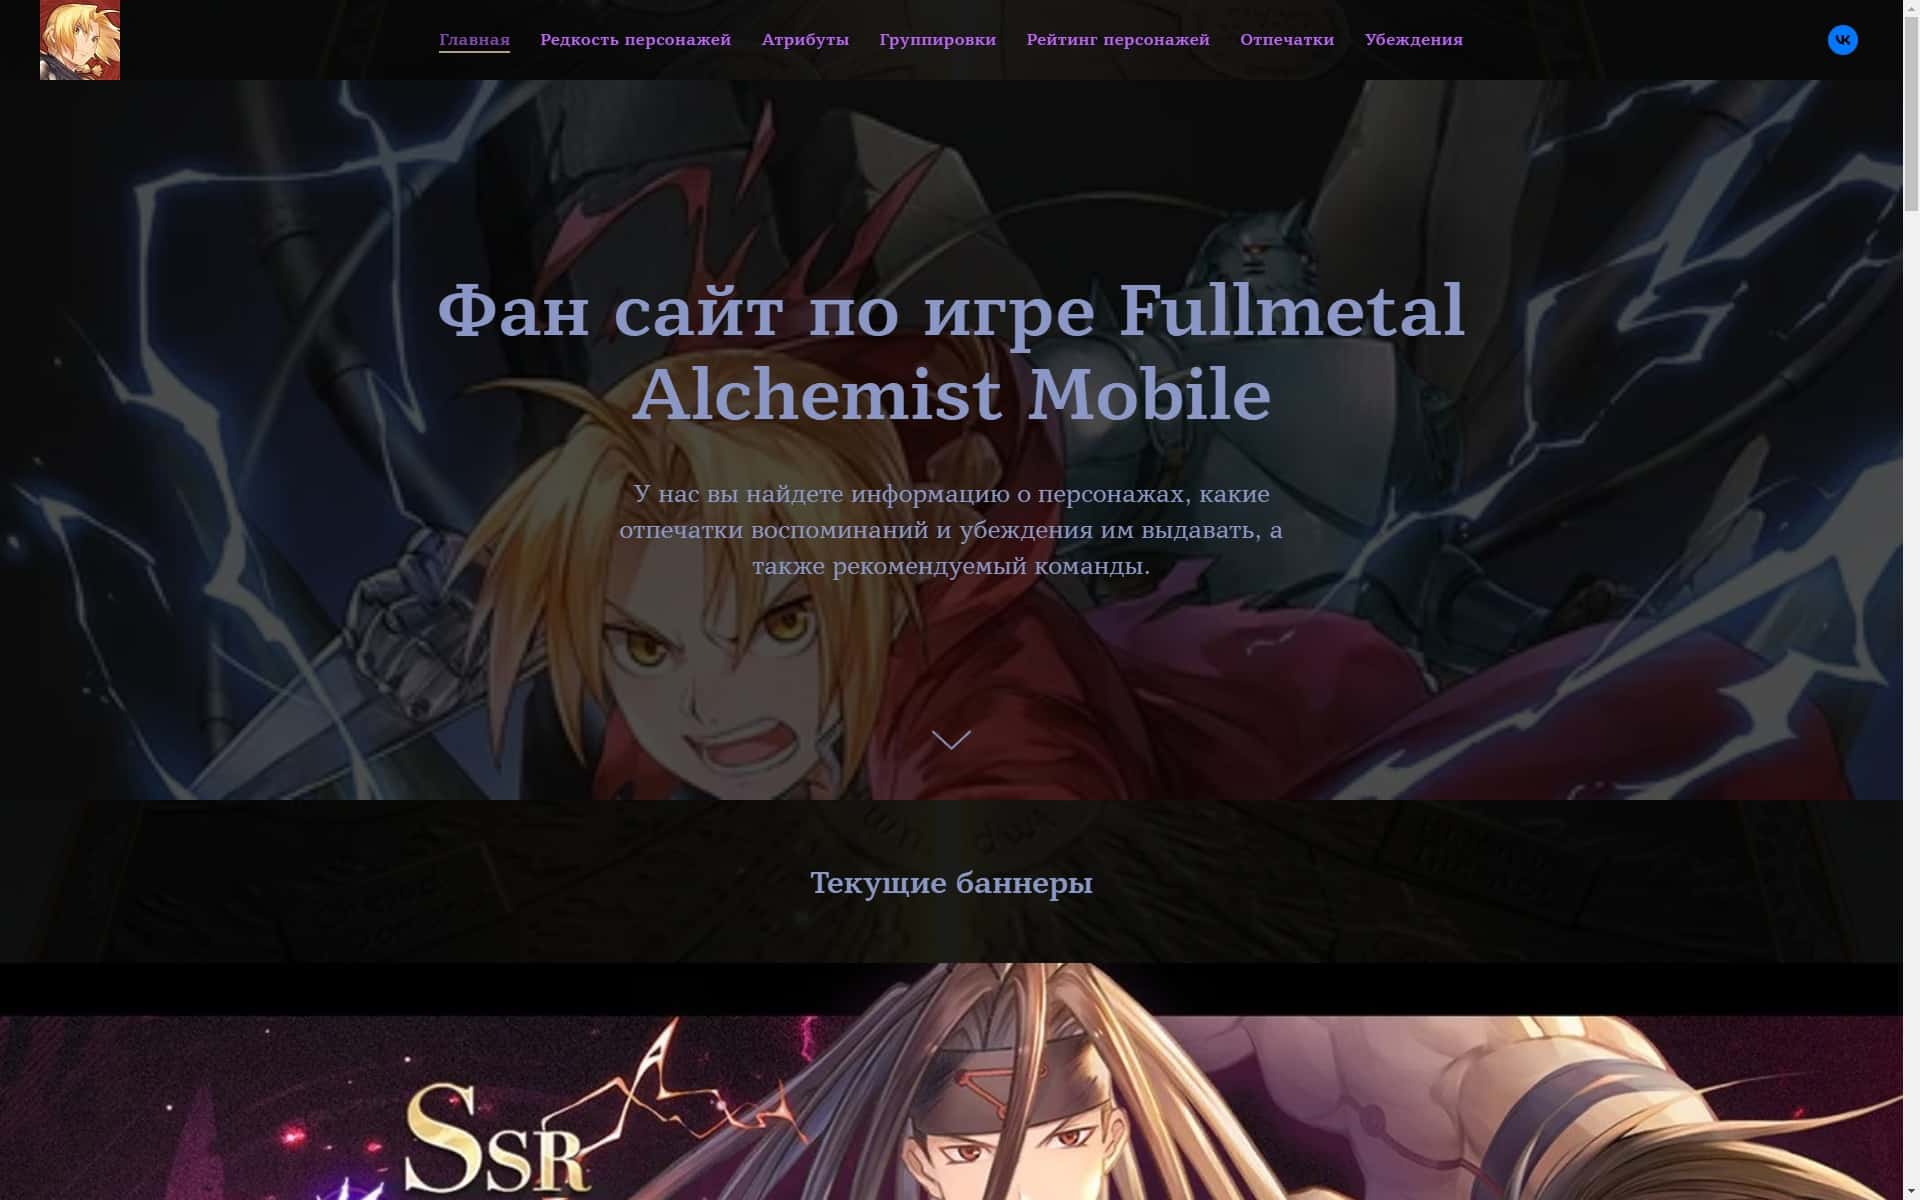 Главная Редкость персонажей Атрибуты Группировки Рейтинг персонажей Отпечатки Убеждения
Фан сайт по игре Fullmetal
Alchemist Mobile
У нас вы найдете информацию о персонажах, какие
отпечатки воспоминаний и убеждения им выдавать, а
также рекомендуемый команды.
Текущие баннеры
SSR